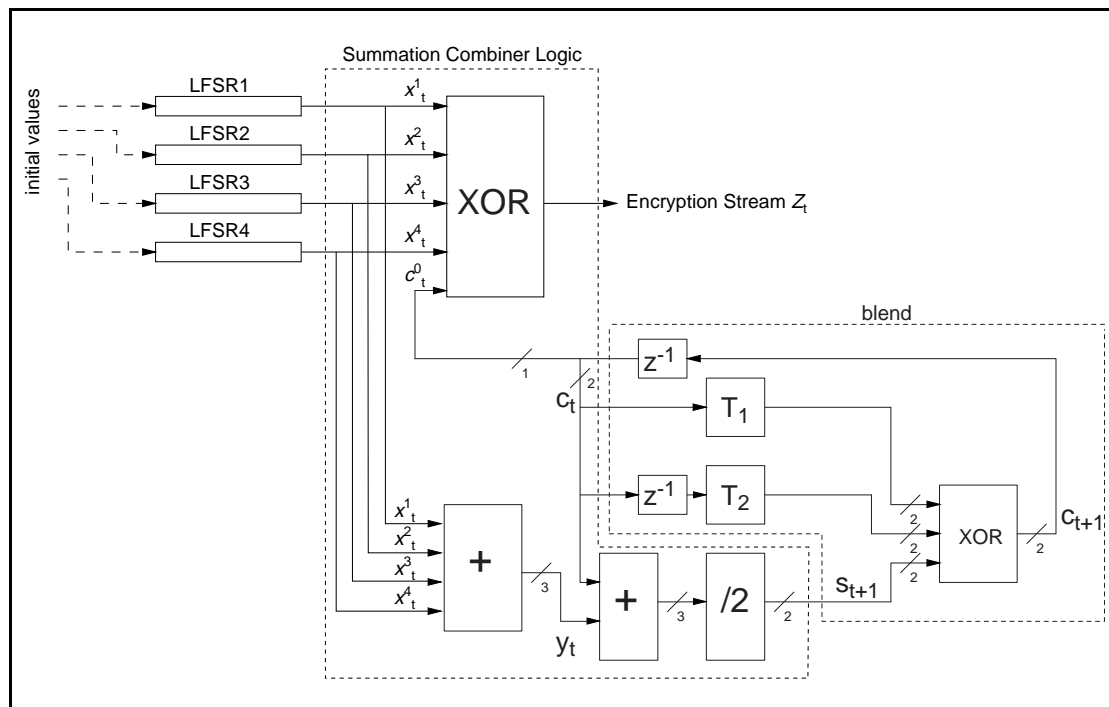 Summation Combiner Logic
initial values
LFSR1
x¹ₜ
LFSR2
x²ₜ
LFSR3
x³ₜ
LFSR4
x⁴ₜ
c⁰ₜ
XOR
Encryption Stream Zₜ
blend
1
2
z⁻¹
cₜ
T₁
z⁻¹
T₂
x¹ₜ
x²ₜ
x³ₜ
x⁴ₜ
+
3
yₜ
+
3
/2
2
sₜ₊₁
2
2
2
XOR
2
cₜ₊₁